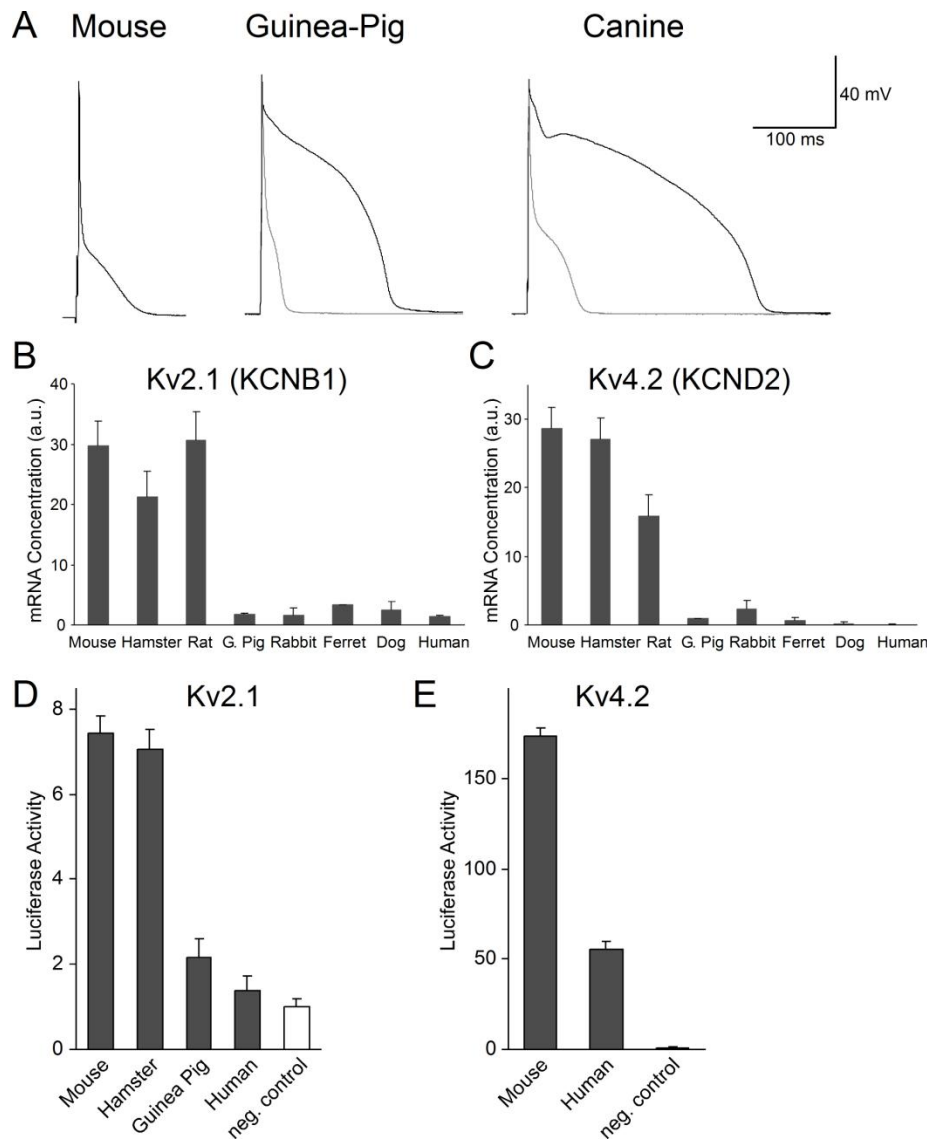 A Mouse Guinea-Pig Canine
40 mV
100 ms
B Kv2.1 (KCNB1)
mRNA Concentration (a.u.)
40
30
20
10
0
Mouse Hamster Rat G. Pig Rabbit Ferret Dog Human
C Kv4.2 (KCND2)
mRNA Concentration (a.u.)
30
20
10
0
Mouse Hamster Rat G. Pig Rabbit Ferret Dog Human
D Kv2.1
Luciferase Activity
8
6
4
2
0
Mouse Hamster Guinea Pig Human neg. control
E Kv4.2
Luciferase Activity
150
100
50
0
Mouse Human neg. control